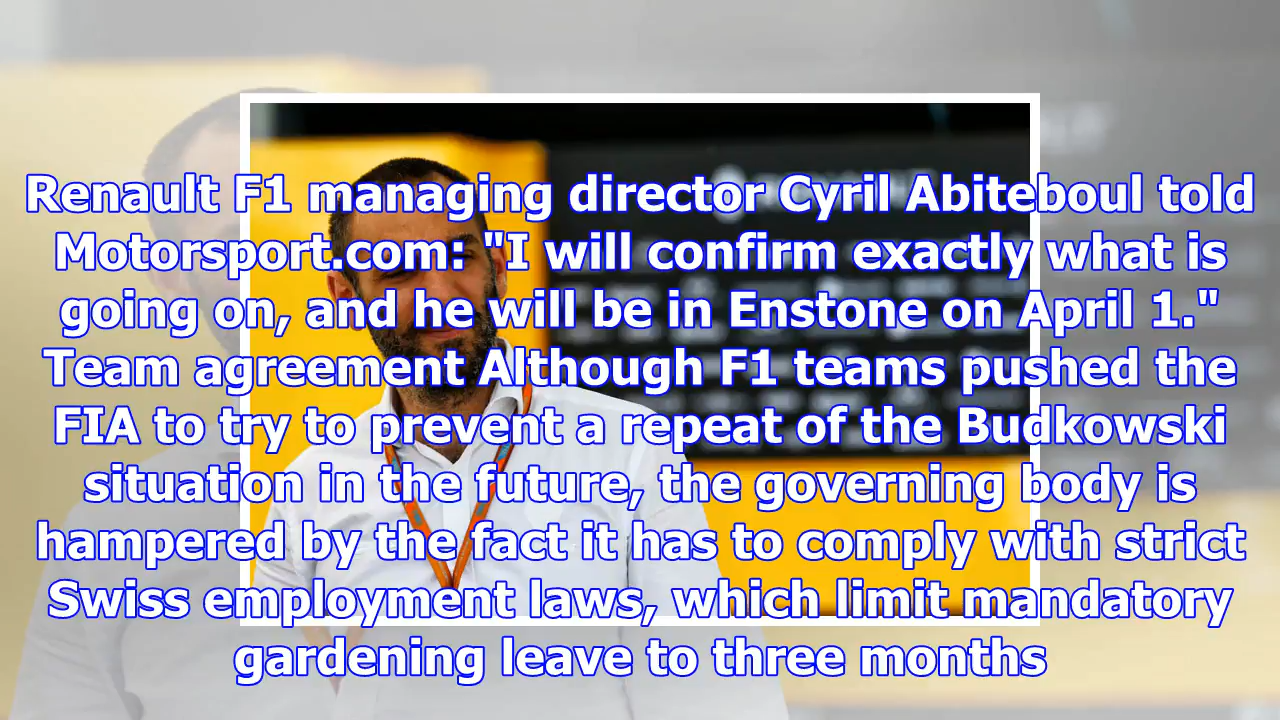 Renault F1 managing director Cyril Abiteboul told
Motorsport.com: "I will confirm exactly what is
going on, and he will be in Enstone on April 1."
Team agreement Although F1 teams pushed the
FIA to try to prevent a repeat of the Budkowski
situation in the future, the governing body is
hampered by the fact it has to comply with strict
Swiss employment laws, which limit mandatory
gardening leave to three months